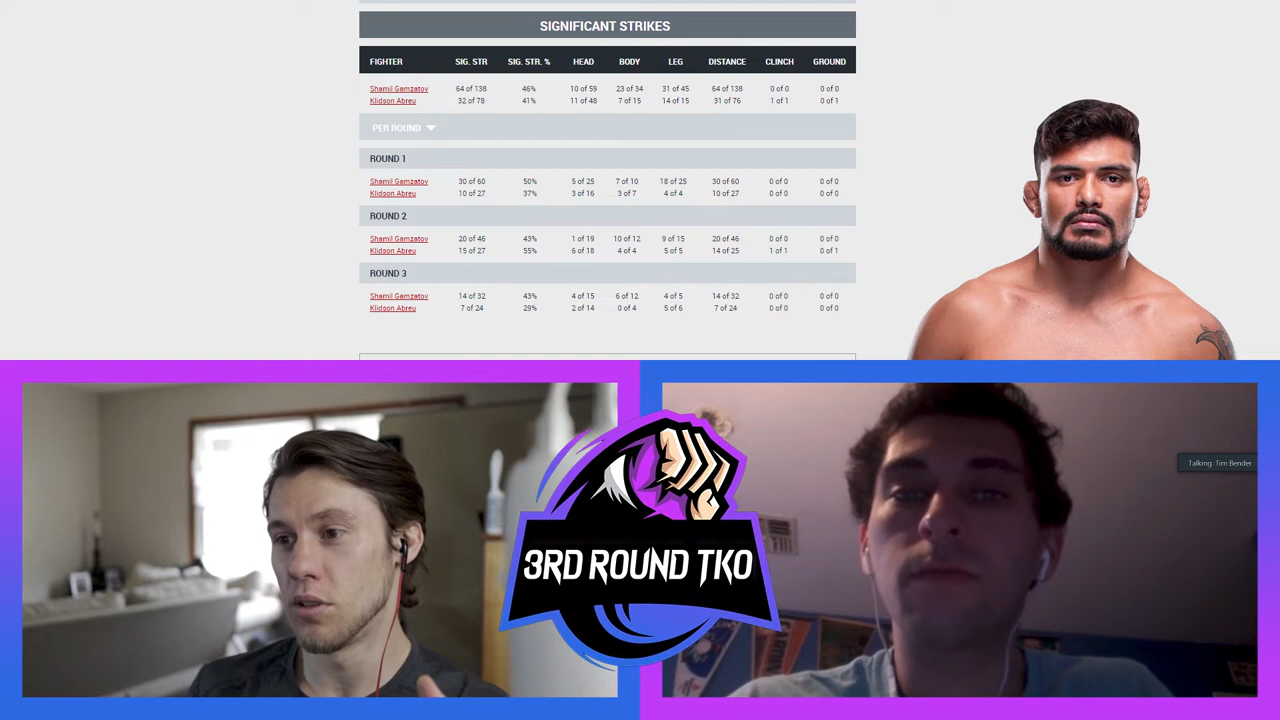 SIGNIFICANT STRIKES
FIGHTER SIG. STR SIG. STR. % HEAD BODY LEG DISTANCE CLINCH GROUND
Shamil Gamzatov 64 of 138 46% 10 of 59 23 of 34 31 of 45 64 of 138 0 of 0 0 of 0
Klidson Abreu 32 of 78 41% 11 of 48 7 of 15 14 of 15 31 of 76 1 of 1 0 of 1
PER ROUND
ROUND 1
Shamil Gamzatov 30 of 60 50% 5 of 25 7 of 10 18 of 25 30 of 60 0 of 0 0 of 0
Klidson Abreu 10 of 27 37% 3 of 16 3 of 7 4 of 4 10 of 27 0 of 0 0 of 0
ROUND 2
Shamil Gamzatov 20 of 46 43% 1 of 19 10 of 12 9 of 15 20 of 46 0 of 0 0 of 0
Klidson Abreu 15 of 27 55% 6 of 18 4 of 4 5 of 5 14 of 25 1 of 1 0 of 1
ROUND 3
Shamil Gamzatov 14 of 32 43% 4 of 15 6 of 12 4 of 5 14 of 32 0 of 0 0 of 0
Klidson Abreu 7 of 24 29% 2 of 14 0 of 4 5 of 6 7 of 24 0 of 0 0 of 0
Talking: Tim Bender
3RD ROUND TKO